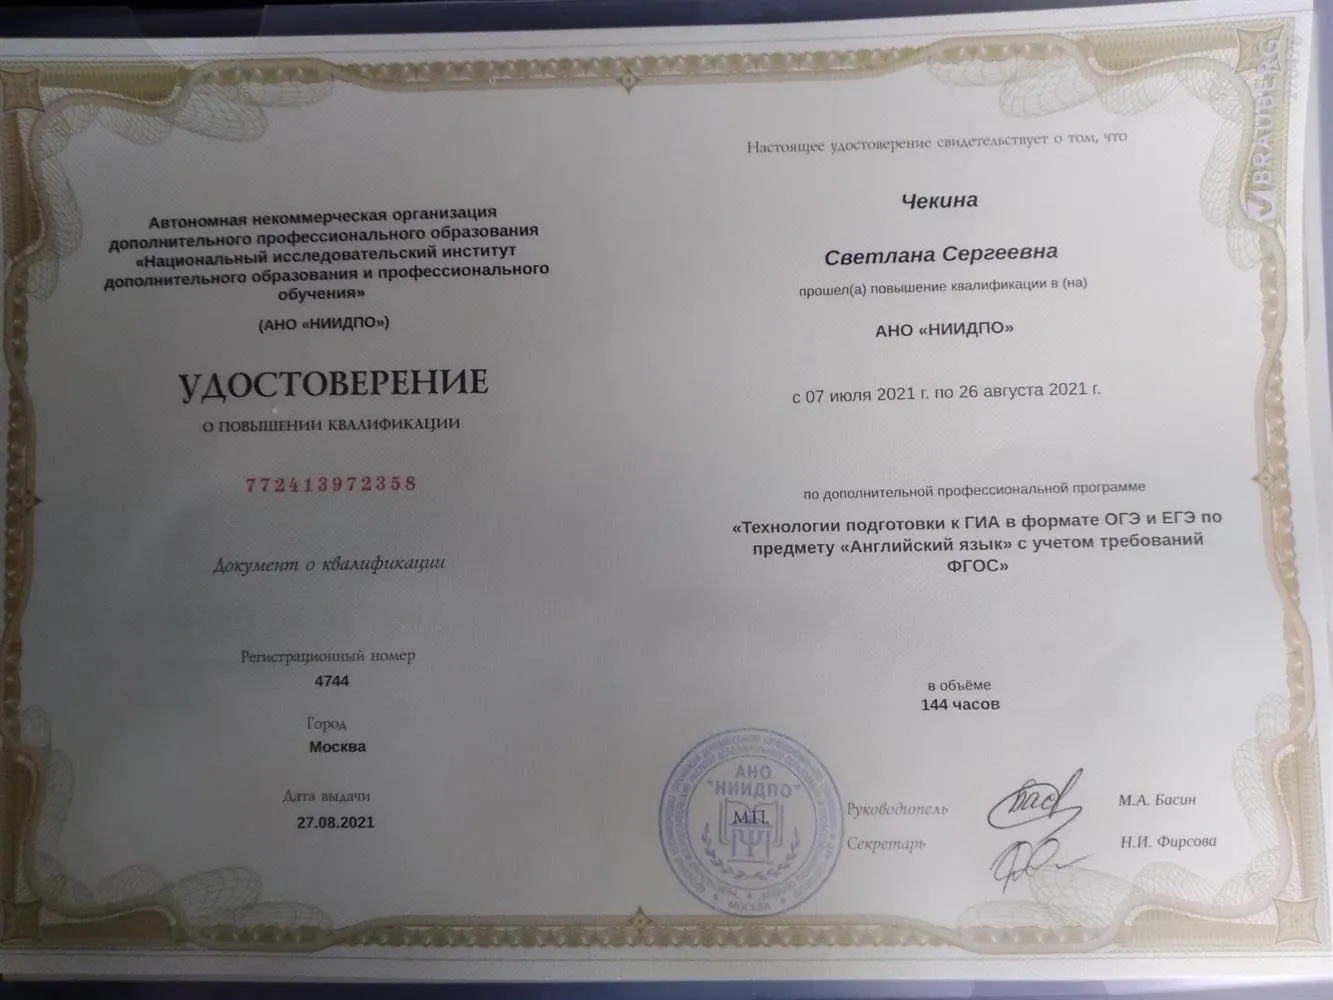 Автономная некоммерческая организация
дополнительного профессионального образования
«Национальный исследовательский институт
дополнительного образования и профессионального
обучения»
(АНО «НИИДПО»)
УДОСТОВЕРЕНИЕ
О ПОВЫШЕНИИ КВАЛИФИКАЦИИ
772413972358
Документ о квалификации
Регистрационный номер
4744
Город
Москва
Дата выдачи
27.08.2021
Настоящее удостоверение свидетельствует о том, что
Чекина
Светлана Сергеевна
прошел(а) повышение квалификации в (на)
АНО «НИИДПО»
с 07 июля 2021 г. по 26 августа 2021 г.
по дополнительной профессиональной программе
«Технологии подготовки к ГИА в формате ОГЭ и ЕГЭ по
предмету «Английский язык» с учетом требований
ФГОС»
в объёме
144 часов
АНО
"НИИДПО"
М.П.
МОСКВА
Руководитель
М.А. Басин
Секретарь
Н.И. Фирсова
BRAUBERG